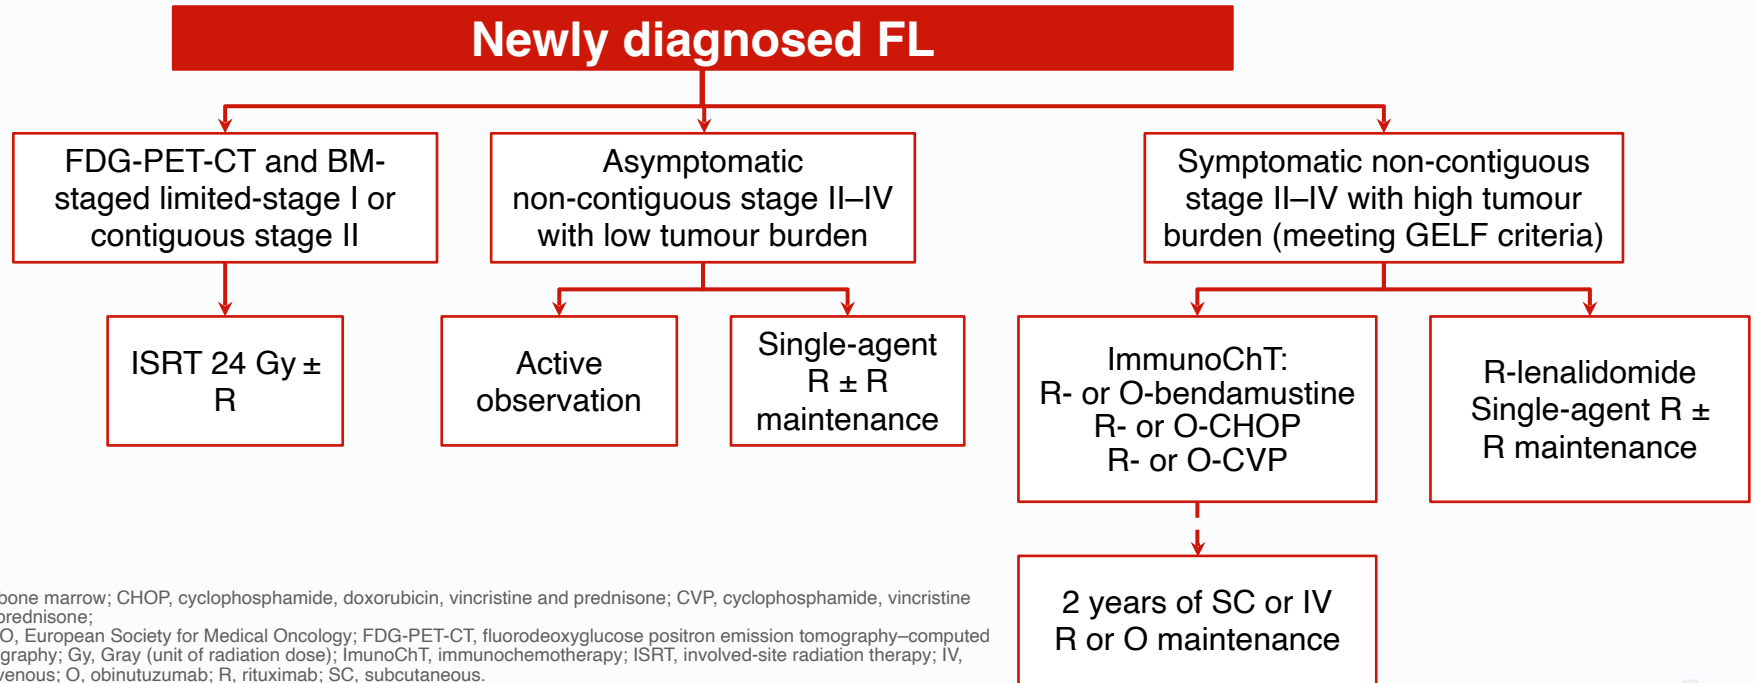 Newly diagnosed FL
FDG-PET-CT and BM-
staged limited-stage I or
contiguous stage II
Asymptomatic
non-contiguous stage II–IV
with low tumour burden
Symptomatic non-contiguous
stage II–IV with high tumour
burden (meeting GELF criteria)
ISRT 24 Gy ±
R
Active
observation
Single-agent
R ± R
maintenance
ImmunoChT:
R- or O-bendamustine
R- or O-CHOP
R- or O-CVP
R-lenalidomide
Single-agent R ±
R maintenance
2 years of SC or IV
R or O maintenance
bone marrow; CHOP, cyclophosphamide, doxorubicin, vincristine and prednisone; CVP, cyclophosphamide, vincristine
prednisone;
O, European Society for Medical Oncology; FDG-PET-CT, fluorodeoxyglucose positron emission tomography–computed
graphy; Gy, Gray (unit of radiation dose); ImunoChT, immunochemotherapy; ISRT, involved-site radiation therapy; IV,
venous; O, obinutuzumab; R, rituximab; SC, subcutaneous.